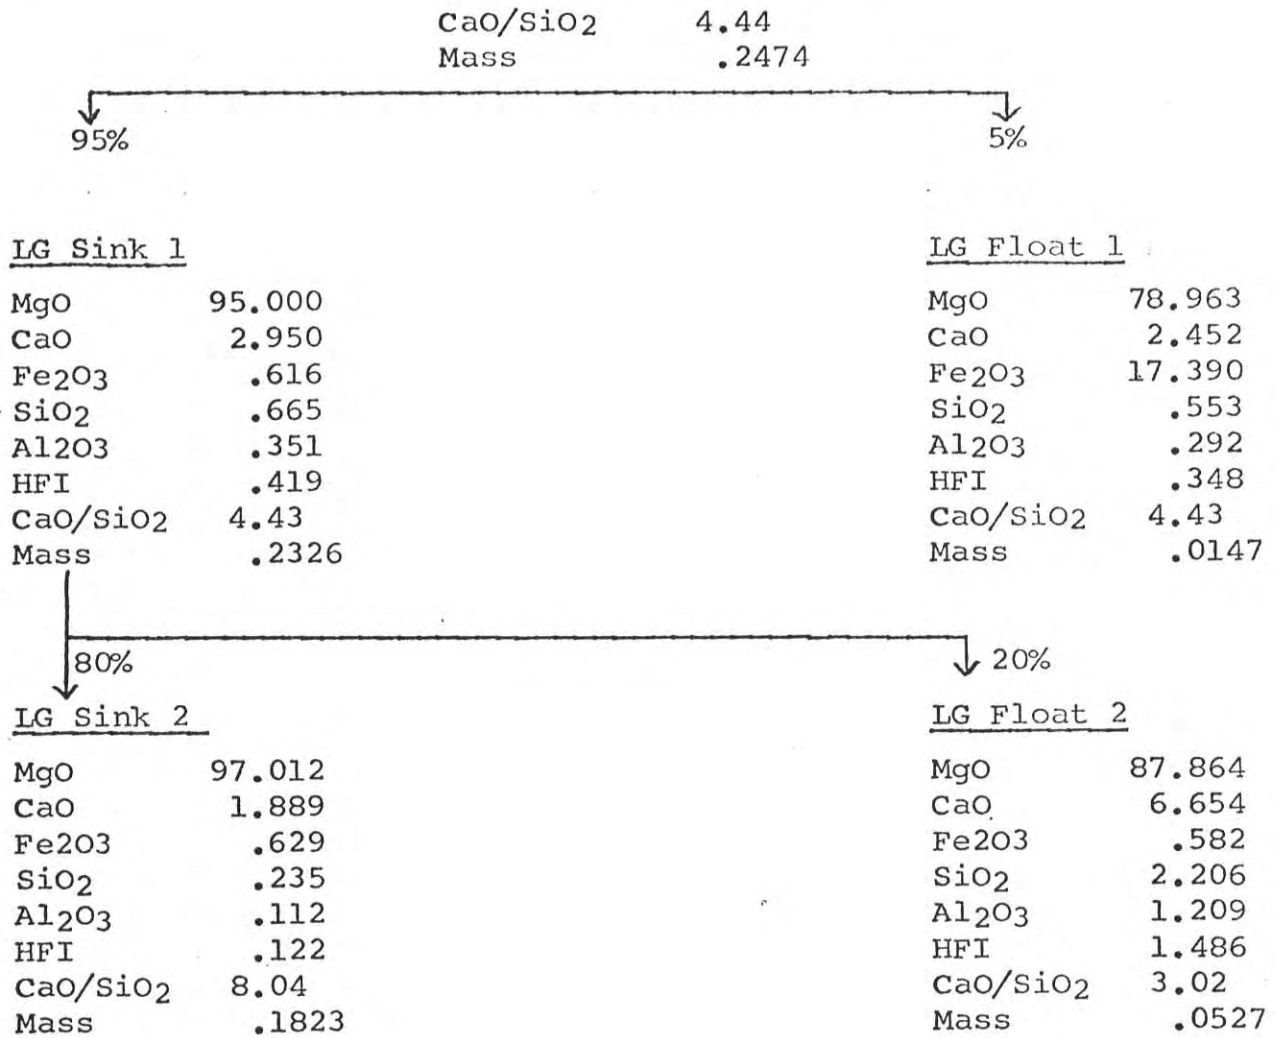 CaO/SiO2 4.44
Mass .2474
95% 5%
LG Sink 1 LG Float 1
MgO 95.000 MgO 78.963
CaO 2.950 CaO 2.452
Fe2O3 .616 Fe2O3 17.390
SiO2 .665 SiO2 .553
Al2O3 .351 Al2O3 .292
HFI .419 HFI .348
CaO/SiO2 4.43 CaO/SiO2 4.43
Mass .2326 Mass .0147
80% 20%
LG Sink 2 LG Float 2
MgO 97.012 MgO 87.864
CaO 1.889 CaO 6.654
Fe2O3 .629 Fe2O3 .582
SiO2 .235 SiO2 2.206
Al2O3 .112 Al2O3 1.209
HFI .122 HFI 1.486
CaO/SiO2 8.04 CaO/SiO2 3.02
Mass .1823 Mass .0527